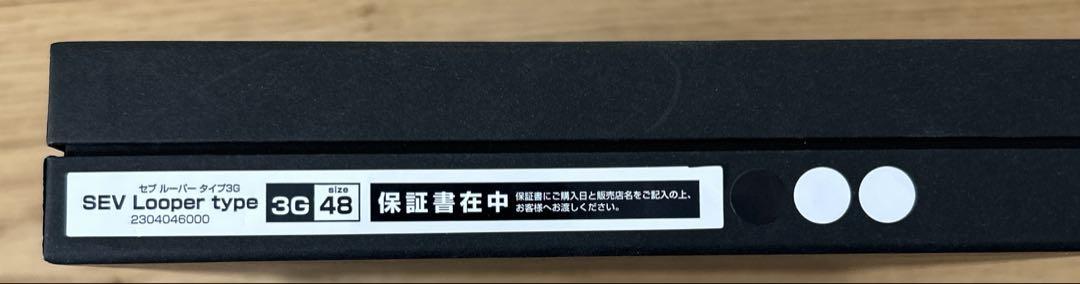 セブ ルーパー タイプ3G
SEV Looper type
2304046000
3G
size
48
保証書在中
保証書にご購入日と販売店名をご記入の上、
お客様へお渡しください。